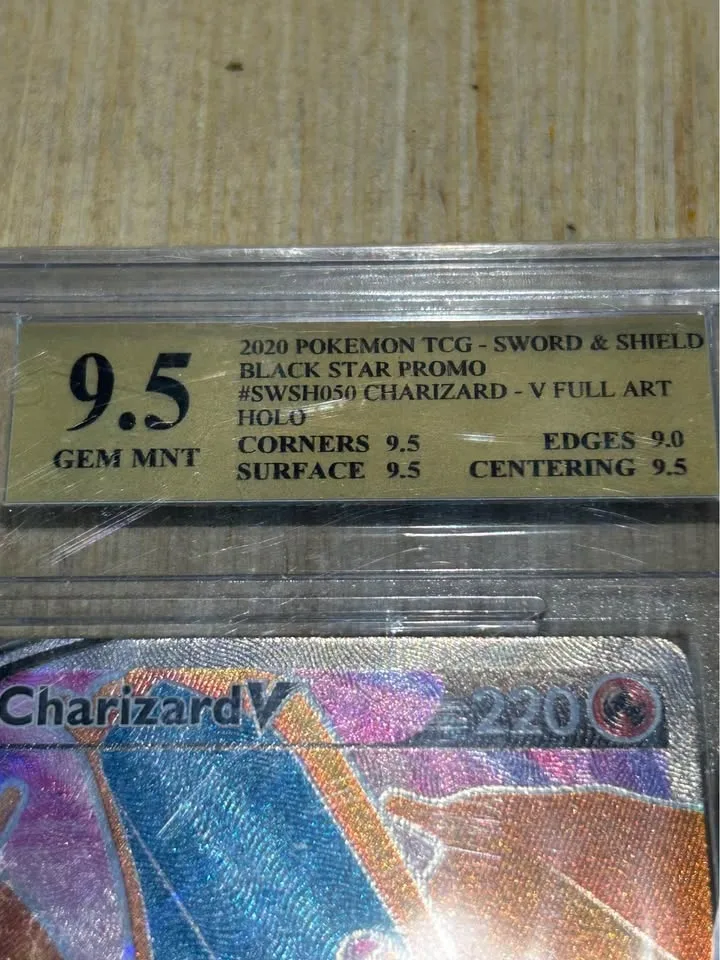 9.5
GEM MNT
2020 POKEMON TCG - SWORD & SHIELD
BLACK STAR PROMO
#SWSH050 CHARIZARD - V FULL ART
HOLO
CORNERS 9.5 EDGES 9.0
SURFACE 9.5 CENTERING 9.5
Charizard V 220